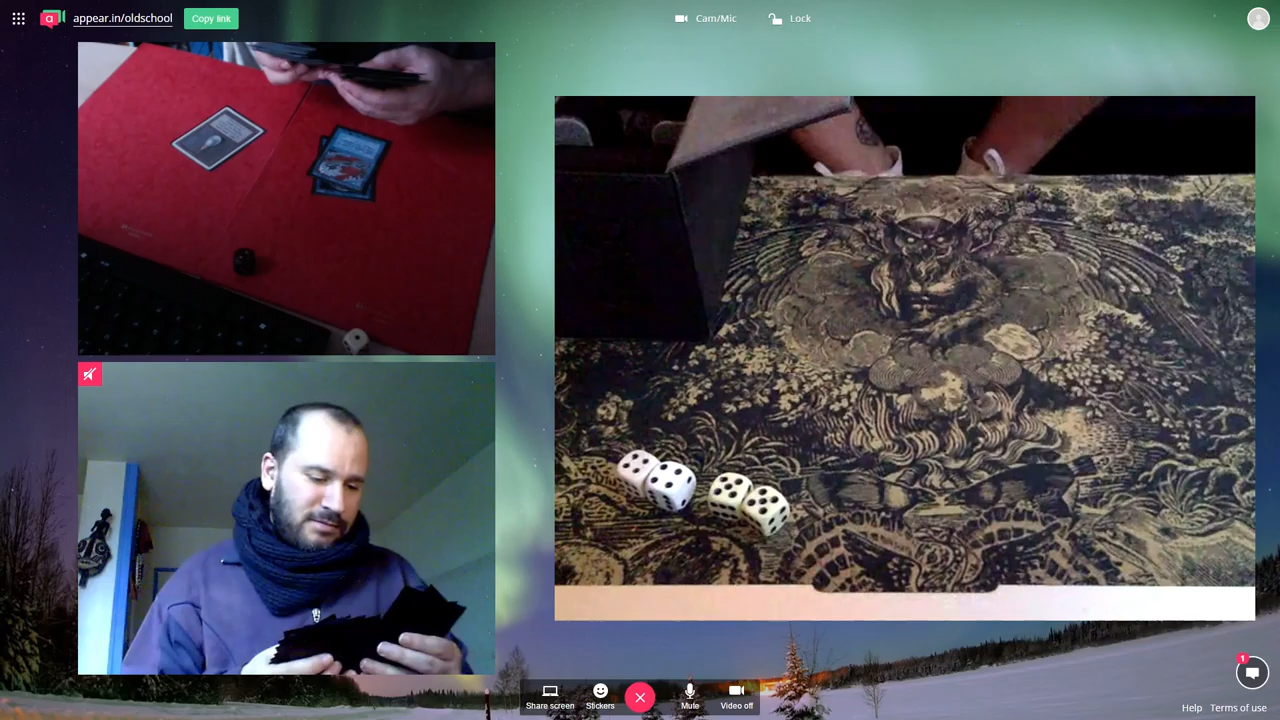 appear.in/oldschool
Copy link
Cam/Mic
Lock
1
Share screen
Stickers
Mute
Video off
Help
Terms of use